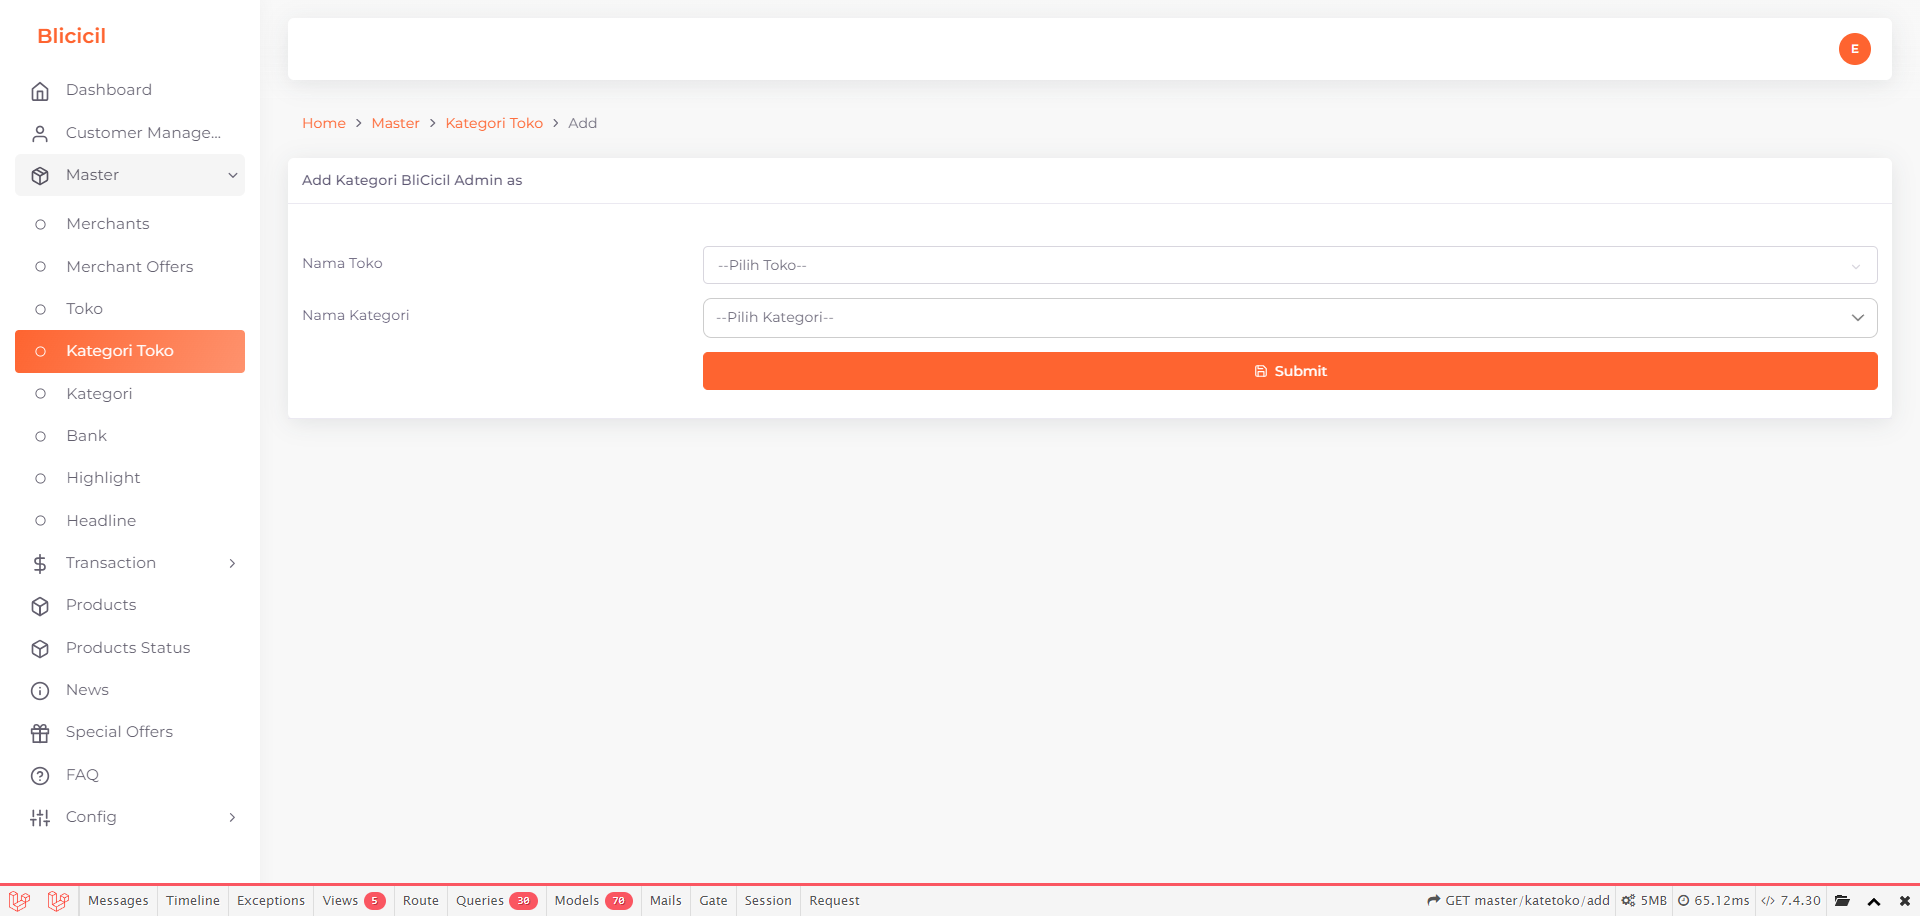 Blicicil
Dashboard
Customer Manage...
Master
Merchants
Merchant Offers
Toko
Kategori Toko
Kategori
Bank
Highlight
Headline
Transaction
Products
Products Status
News
Special Offers
FAQ
Config
E
Home > Master > Kategori Toko > Add
Add Kategori BliCicil Admin as
Nama Toko
--Pilih Toko--
Nama Kategori
--Pilih Kategori--
Submit
Messages Timeline Exceptions Views 5 Route Queries 30 Models 70 Mails Gate Session Request GET master/katetoko/add 5MB 65.12ms 7.4.30